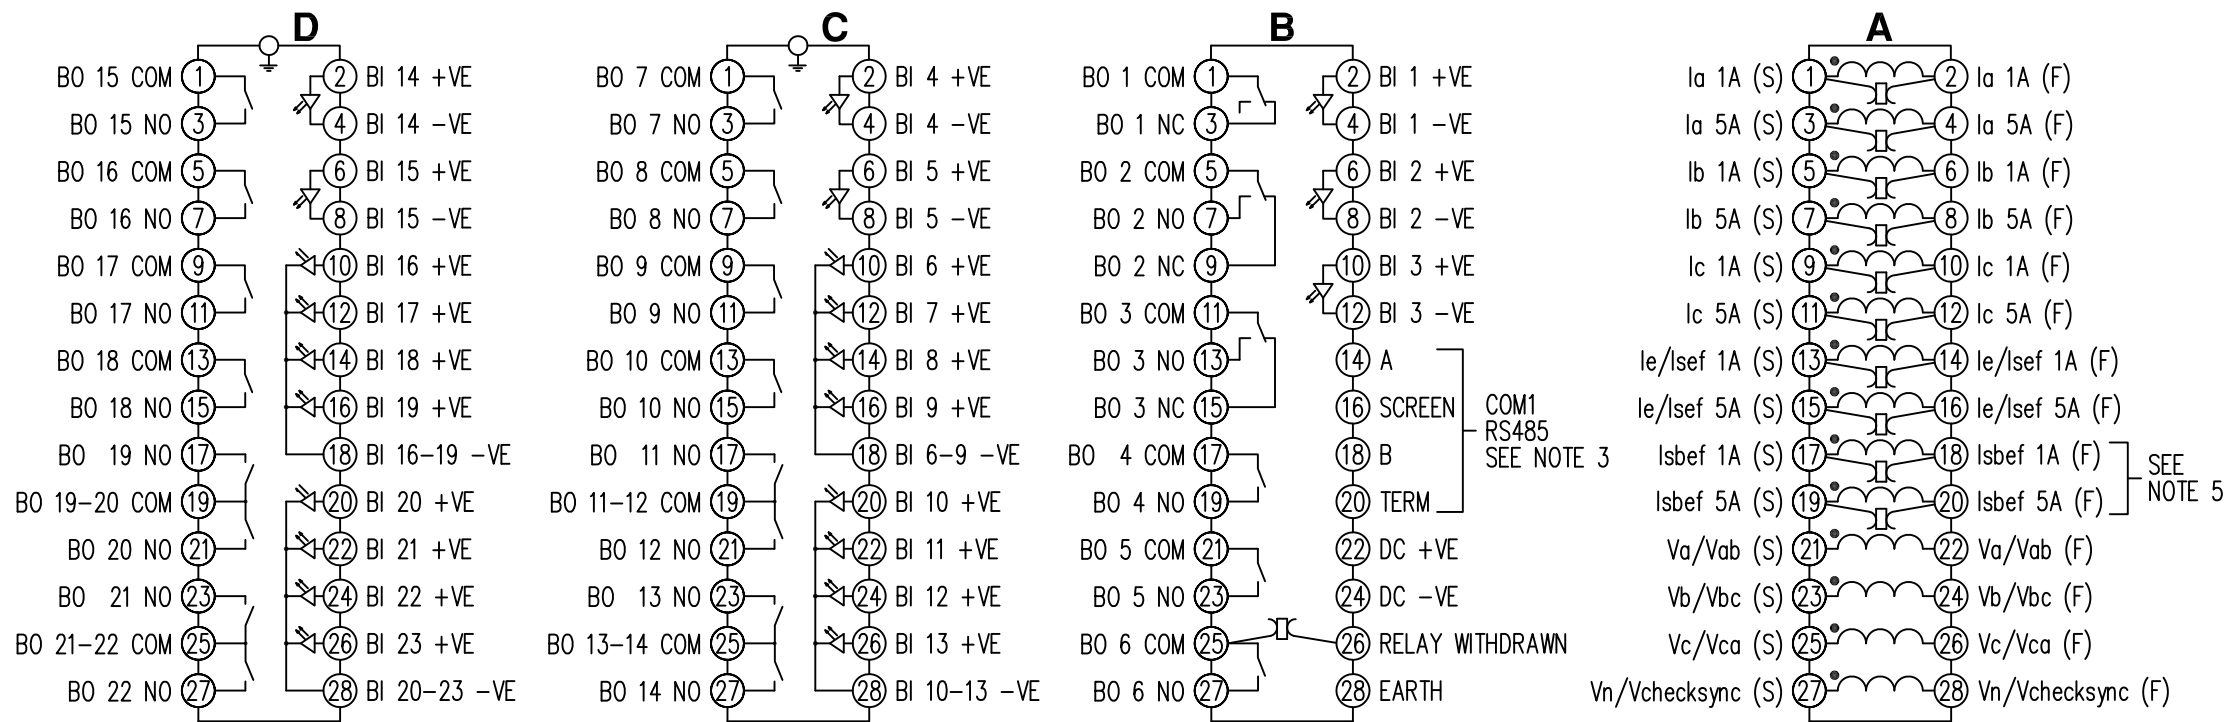 D
BO 15 COM 1 2 BI 14 +VE
BO 15 NO 3 4 BI 14 -VE
BO 16 COM 5 6 BI 15 +VE
BO 16 NO 7 8 BI 15 -VE
BO 17 COM 9 10 BI 16 +VE
BO 17 NO 11 12 BI 17 +VE
BO 18 COM 13 14 BI 18 +VE
BO 18 NO 15 16 BI 19 +VE
BO 19 NO 17 18 BI 16-19 -VE
BO 19-20 COM 19 20 BI 20 +VE
BO 20 NO 21 22 BI 21 +VE
BO 21 NO 23 24 BI 22 +VE
BO 21-22 COM 25 26 BI 23 +VE
BO 22 NO 27 28 BI 20-23 -VE
C
BO 7 COM 1 2 BI 4 +VE
BO 7 NO 3 4 BI 4 -VE
BO 8 COM 5 6 BI 5 +VE
BO 8 NO 7 8 BI 5 -VE
BO 9 COM 9 10 BI 6 +VE
BO 9 NO 11 12 BI 7 +VE
BO 10 COM 13 14 BI 8 +VE
BO 10 NO 15 16 BI 9 +VE
BO 11 NO 17 18 BI 6-9 -VE
BO 11-12 COM 19 20 BI 10 +VE
BO 12 NO 21 22 BI 11 +VE
BO 13 NO 23 24 BI 12 +VE
BO 13-14 COM 25 26 BI 13 +VE
BO 14 NO 27 28 BI 10-13 -VE
B
BO 1 COM 1 2 BI 1 +VE
BO 1 NC 3 4 BI 1 -VE
BO 2 COM 5 6 BI 2 +VE
BO 2 NO 7 8 BI 2 -VE
BO 2 NC 9 10 BI 3 +VE
BO 3 COM 11 12 BI 3 -VE
BO 3 NO 13 14 A
BO 3 NC 15 16 SCREEN
BO 4 COM 17 18 B
BO 4 NO 19 20 TERM
COM1
RS485
SEE NOTE 3
BO 5 COM 21 22 DC +VE
BO 5 NO 23 24 DC -VE
BO 6 COM 25 26 RELAY WITHDRAWN
BO 6 NO 27 28 EARTH
A
Ia 1A (S) 1 2 Ia 1A (F)
Ia 5A (S) 3 4 Ia 5A (F)
Ib 1A (S) 5 6 Ib 1A (F)
Ib 5A (S) 7 8 Ib 5A (F)
Ic 1A (S) 9 10 Ic 1A (F)
Ic 5A (S) 11 12 Ic 5A (F)
Ie/Isef 1A (S) 13 14 Ie/Isef 1A (F)
Ie/Isef 5A (S) 15 16 Ie/Isef 5A (F)
Isbef 1A (S) 17 18 Isbef 1A (F)
Isbef 5A (S) 19 20 Isbef 5A (F)
SEE
NOTE 5
Va/Vab (S) 21 22 Va/Vab (F)
Vb/Vbc (S) 23 24 Vb/Vbc (F)
Vc/Vca (S) 25 26 Vc/Vca (F)
Vn/Vchecksync (S) 27 28 Vn/Vchecksync (F)